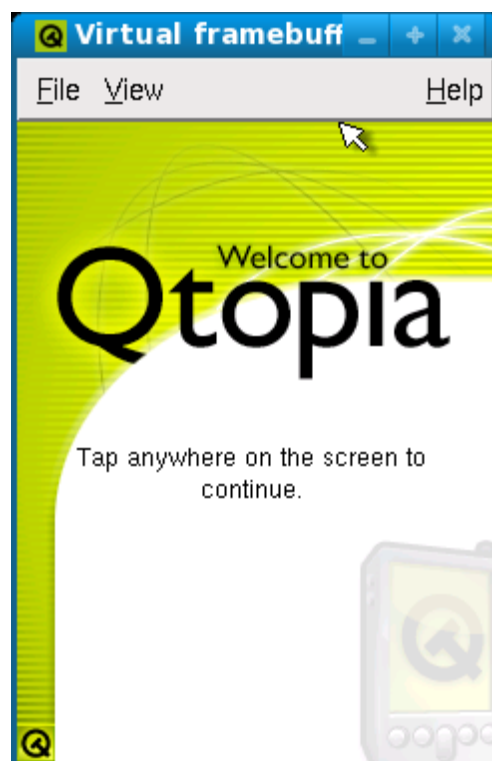 Virtual framebuff
File View Help
Welcome to
Qtopia
Tap anywhere on the screen to
continue.